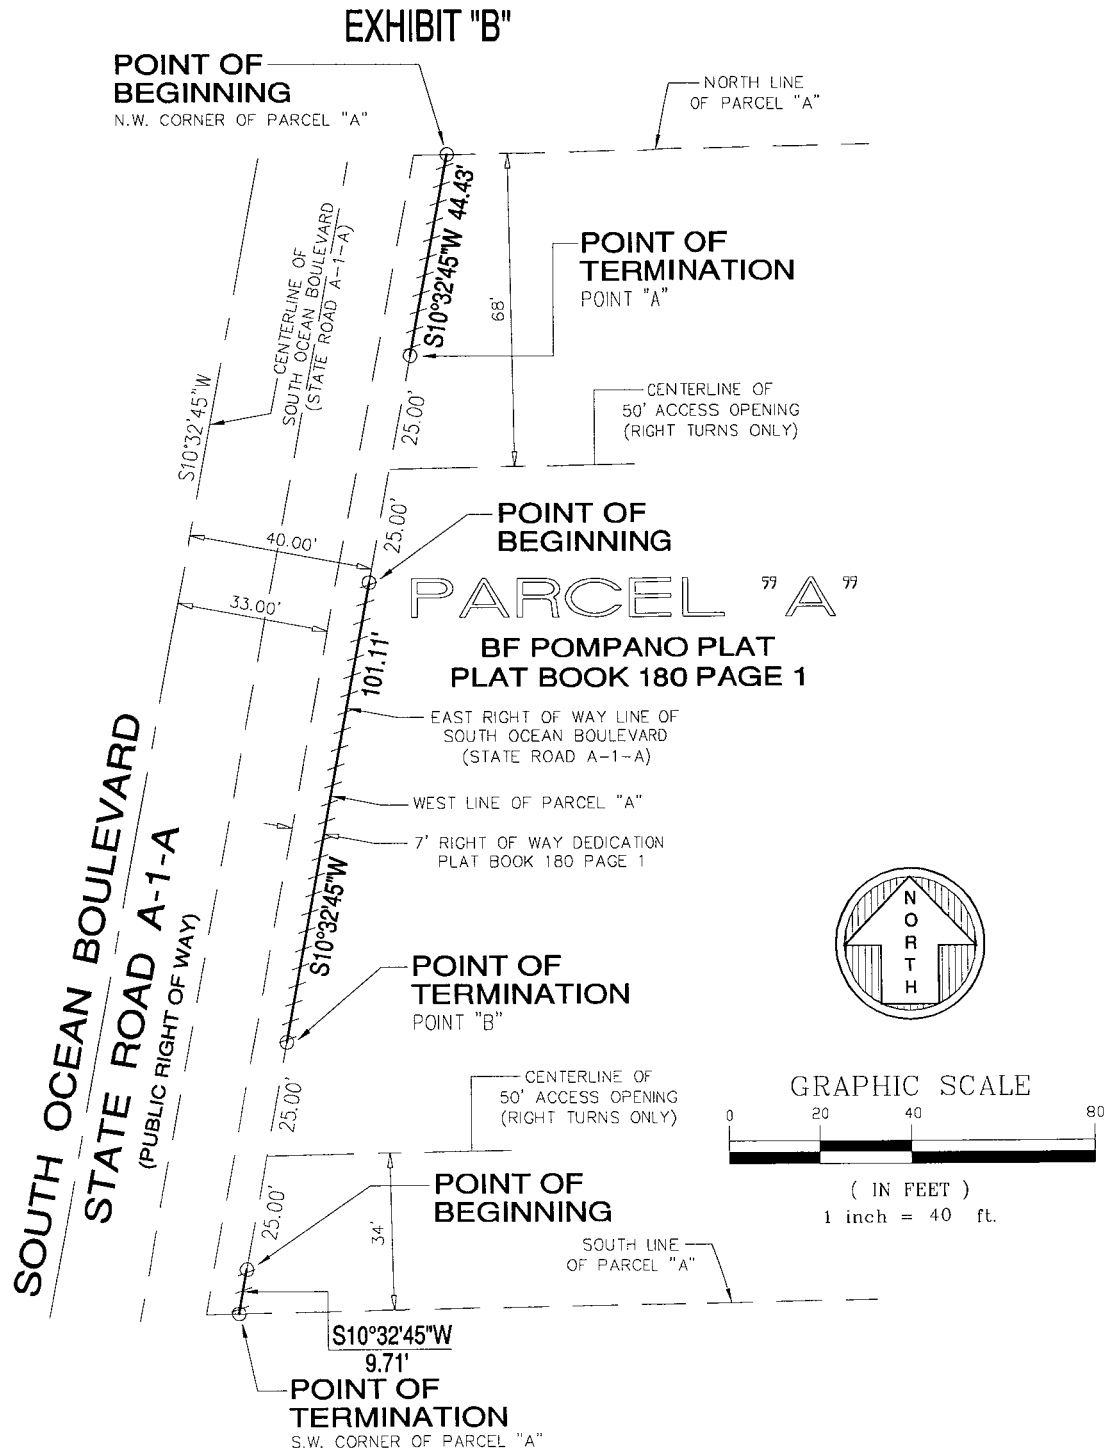 EXHIBIT "B"
POINT OF
BEGINNING
N.W. CORNER OF PARCEL "A"
NORTH LINE
OF PARCEL "A"
S10°32'45"W 44.43'
CENTERLINE OF
SOUTH OCEAN BOULEVARD
(STATE ROAD A-1-A)
POINT OF
TERMINATION
POINT "A"
68'
S10°32'45"W
25.00'
CENTERLINE OF
50' ACCESS OPENING
(RIGHT TURNS ONLY)
25.00'
POINT OF
BEGINNING
40.00'
33.00'
PARCEL "A"
BF POMPANO PLAT
PLAT BOOK 180 PAGE 1
101.11'
EAST RIGHT OF WAY LINE OF
SOUTH OCEAN BOULEVARD
(STATE ROAD A-1-A)
WEST LINE OF PARCEL "A"
7' RIGHT OF WAY DEDICATION
PLAT BOOK 180 PAGE 1
S10°32'45"W
SOUTH OCEAN BOULEVARD
STATE ROAD A-1-A
(PUBLIC RIGHT OF WAY)
NORTH
POINT OF
TERMINATION
POINT "B"
25.00'
CENTERLINE OF
50' ACCESS OPENING
(RIGHT TURNS ONLY)
GRAPHIC SCALE
0 20 40 80
( IN FEET )
1 inch = 40 ft.
25.00'
POINT OF
BEGINNING
34'
SOUTH LINE
OF PARCEL "A"
S10°32'45"W
9.71'
POINT OF
TERMINATION
S.W. CORNER OF PARCEL "A"